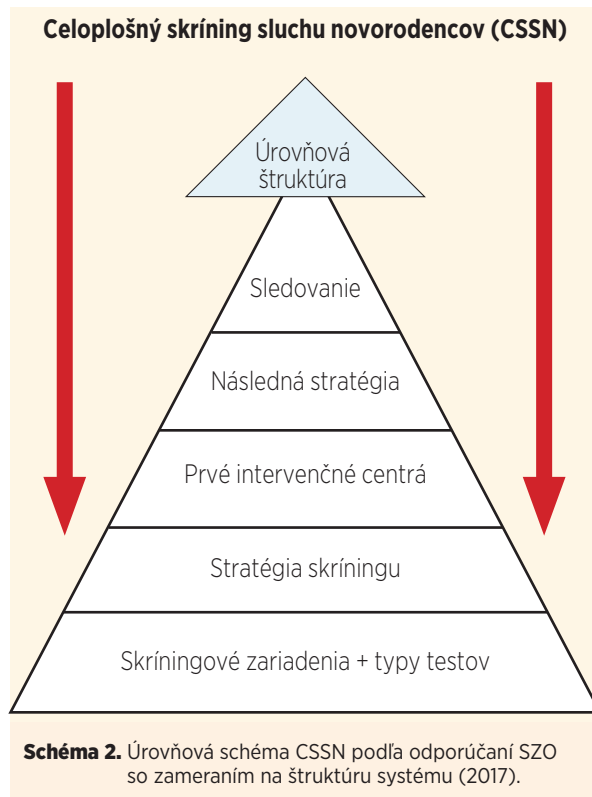 Celoplošný skríning sluchu novorodencov (CSSN)
Úrovňová
štruktúra
Sledovanie
Následná stratégia
Prvé intervenčné centrá
Stratégia skríningu
Skríningové zariadenia + typy testov
Schéma 2. Úrovňová schéma CSSN podľa odporúčaní SZO
so zameraním na štruktúru systému (2017).